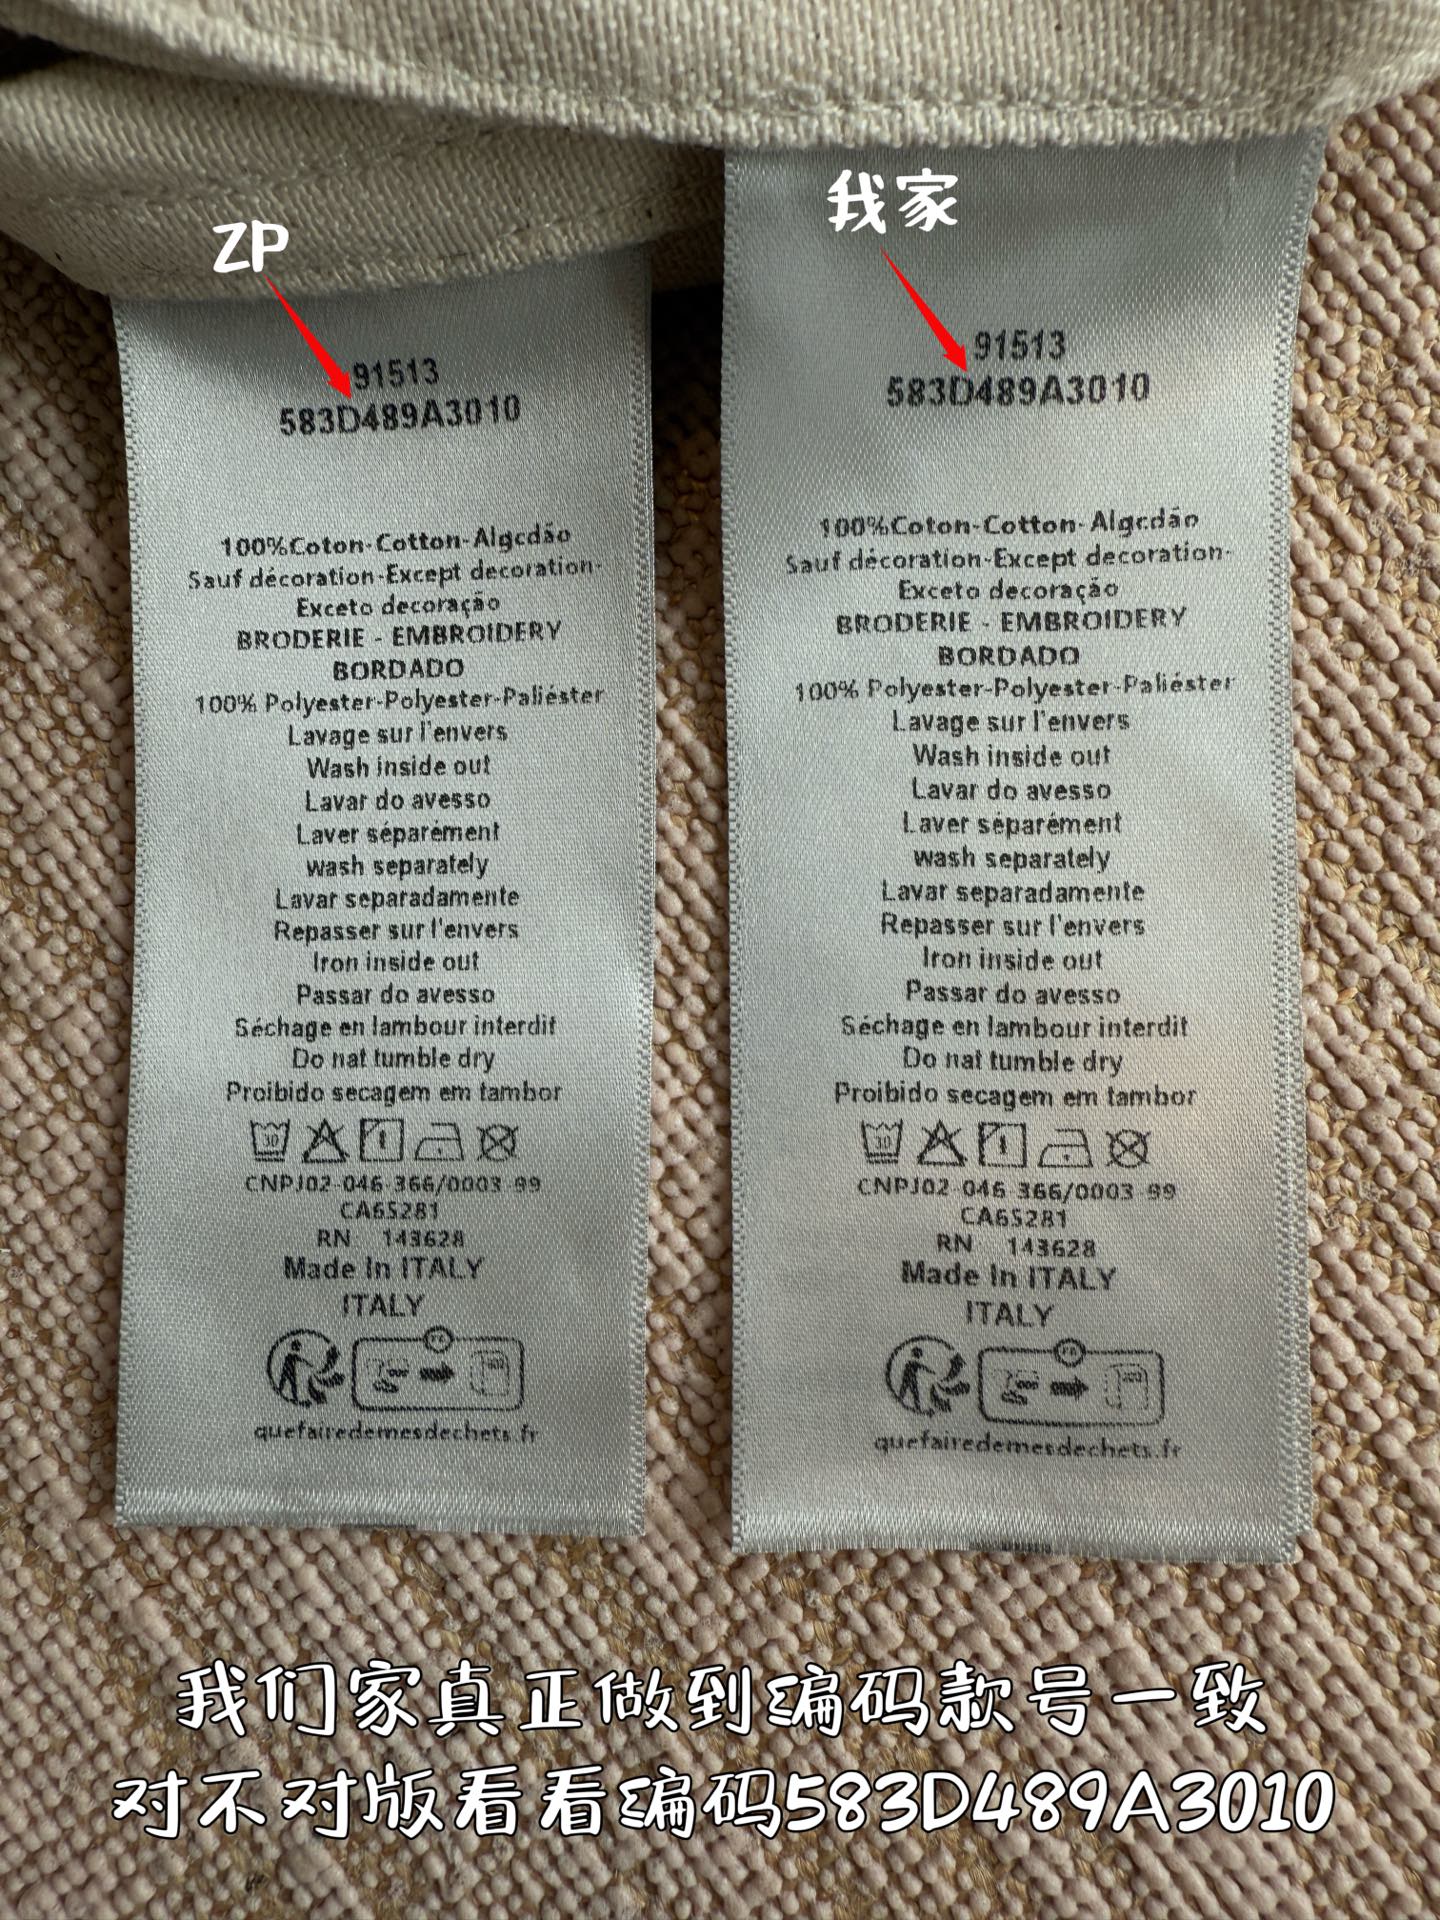 ZP
91513
583D489A3010
100%Coton-Cotton-Algcdão
Sauf décoration-Except decoration-
Exceto decoração
BRODERIE - EMBROIDERY
BORDADO
100% Polyester-Polyester-Paliéster
Lavage sur l'envers
Wash inside out
Lavar do avesso
Laver séparément
wash separately
Lavar separadamente
Repasser sur l'envers
Iron inside out
Passar do avesso
Séchage en lambour interdit
Do nat tumble dry
Proibido secagem em tambor
30
CNPJ02-046-366/0003-99
CA65281
RN 143628
Made In ITALY
ITALY
quefairedemesdechets.fr
我家
91513
583D489A3010
100%Coton-Cotton-Algcdão
Sauf décoration-Except decoration-
Exceto decoração
BRODERIE - EMBROIDERY
BORDADO
100% Polyester-Polyester-Paliéster
Lavage sur l'envers
Wash inside out
Lavar do avesso
Laver séparément
wash separately
Lavar separadamente
Repasser sur l'envers
Iron inside out
Passar do avesso
Séchage en lambour interdit
Do nat tumble dry
Proibido secagem em tambor
30
CNPJ02-046-366/0003-99
CA65281
RN 143628
Made In ITALY
ITALY
quefairedemesdechets.fr
我们家真正做到编码款号一致
对不对版看看编码583D489A3010